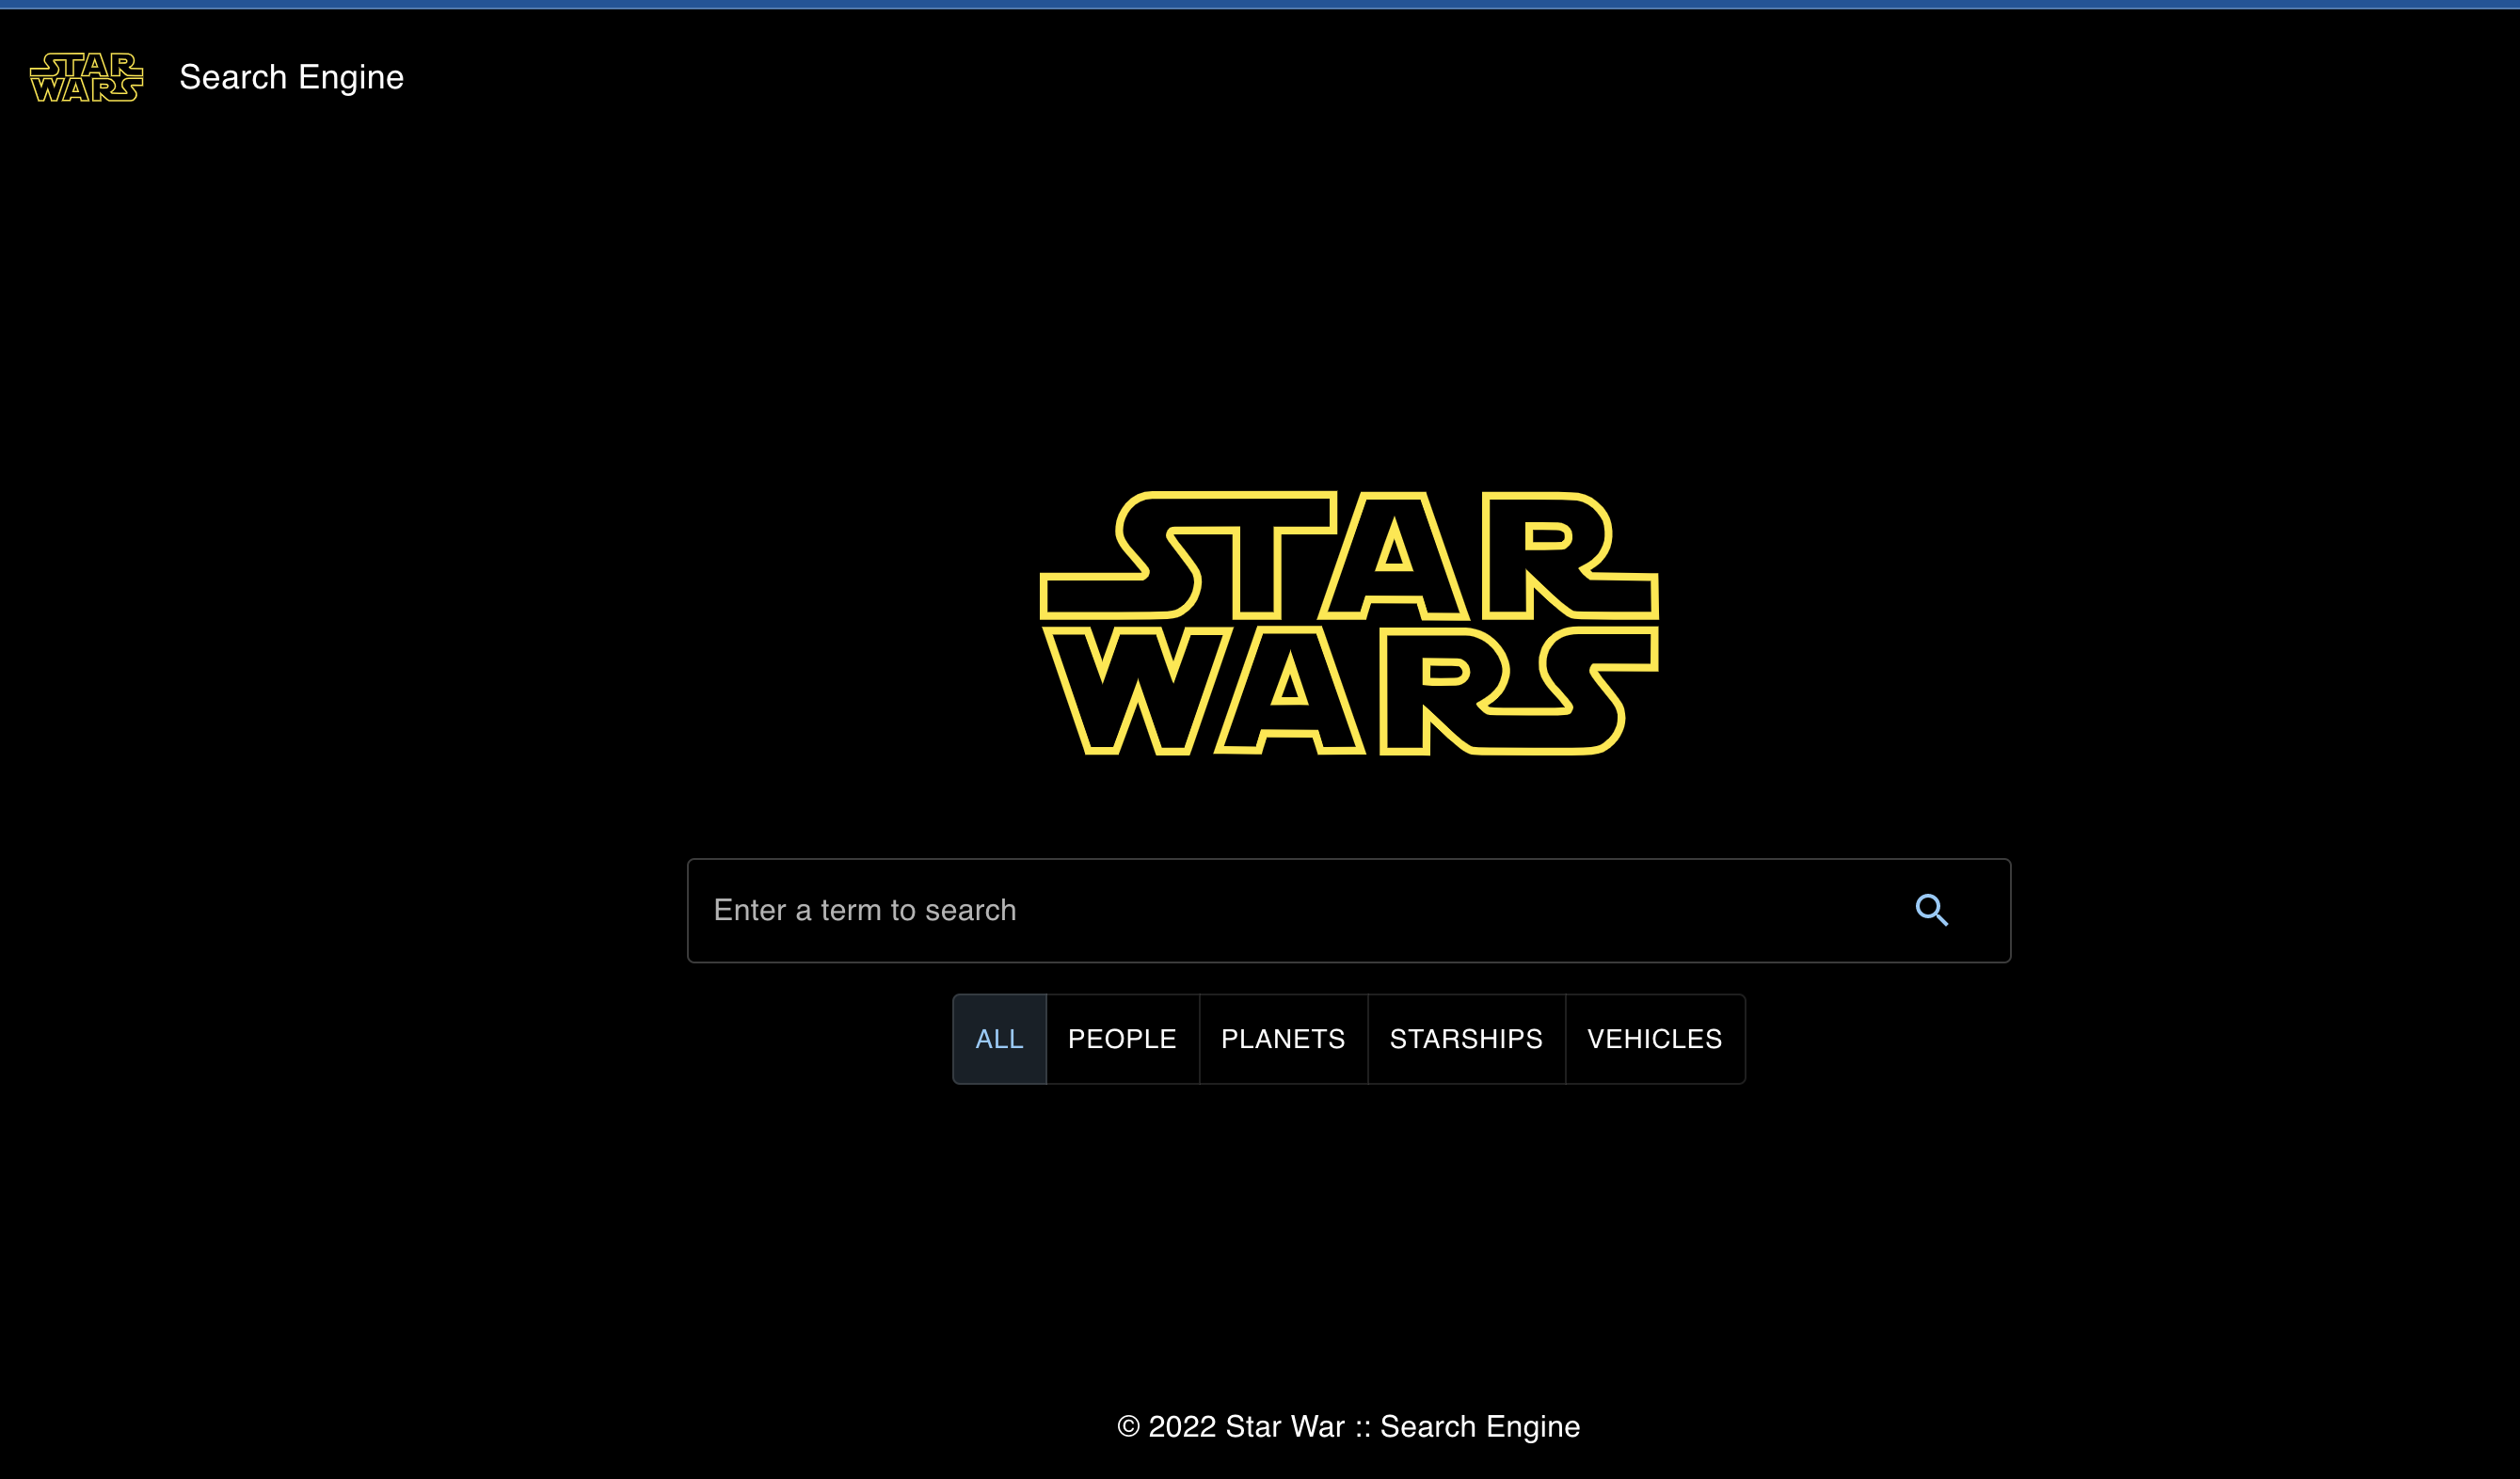 STAR
WARS
Search Engine
STAR
WARS
Enter a term to search
ALL PEOPLE PLANETS STARSHIPS VEHICLES
© 2022 Star War :: Search Engine